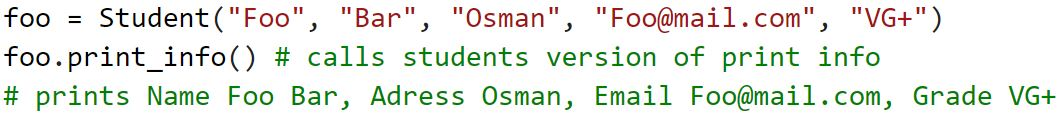 foo = Student("Foo", "Bar", "Osman", "Foo@mail.com", "VG+")
foo.print_info() # calls students version of print info
# prints Name Foo Bar, Adress Osman, Email Foo@mail.com, Grade VG+